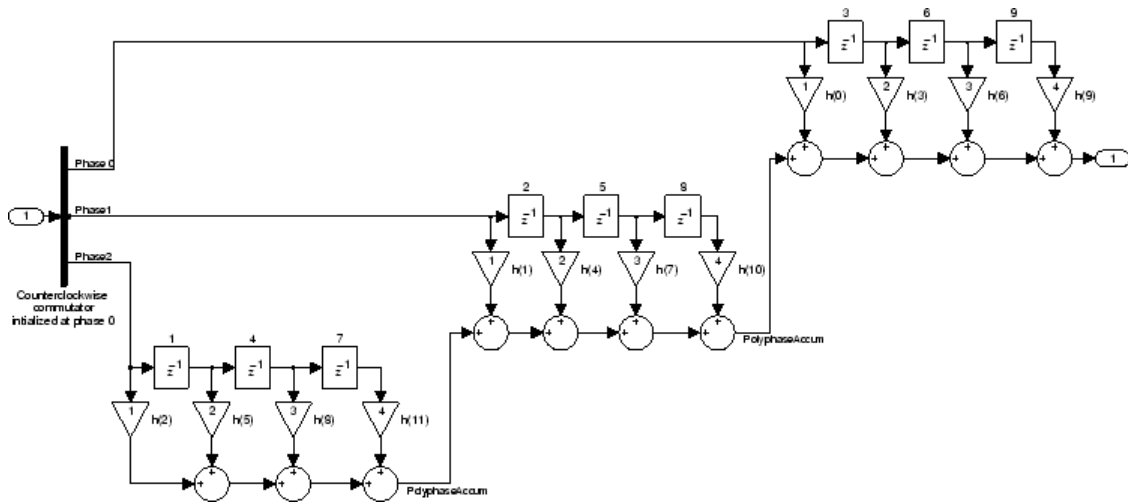 3 6 9
z-1 z-1 z-1
1 2 3 4
h(0) h(3) h(6) h(9)
+ + + +
+ + + +
1
Phase 0
1
Phase1
Phase2
Counterclockwise
commutator
intialized at phase 0
2 5 8
z-1 z-1 z-1
1 2 3 4
h(1) h(4) h(7) h(10)
+ + + +
+ + + +
PolyphaseAccum
1 4 7
z-1 z-1 z-1
1 2 3 4
h(2) h(5) h(8) h(11)
+ + +
+ + +
PolyphaseAccum